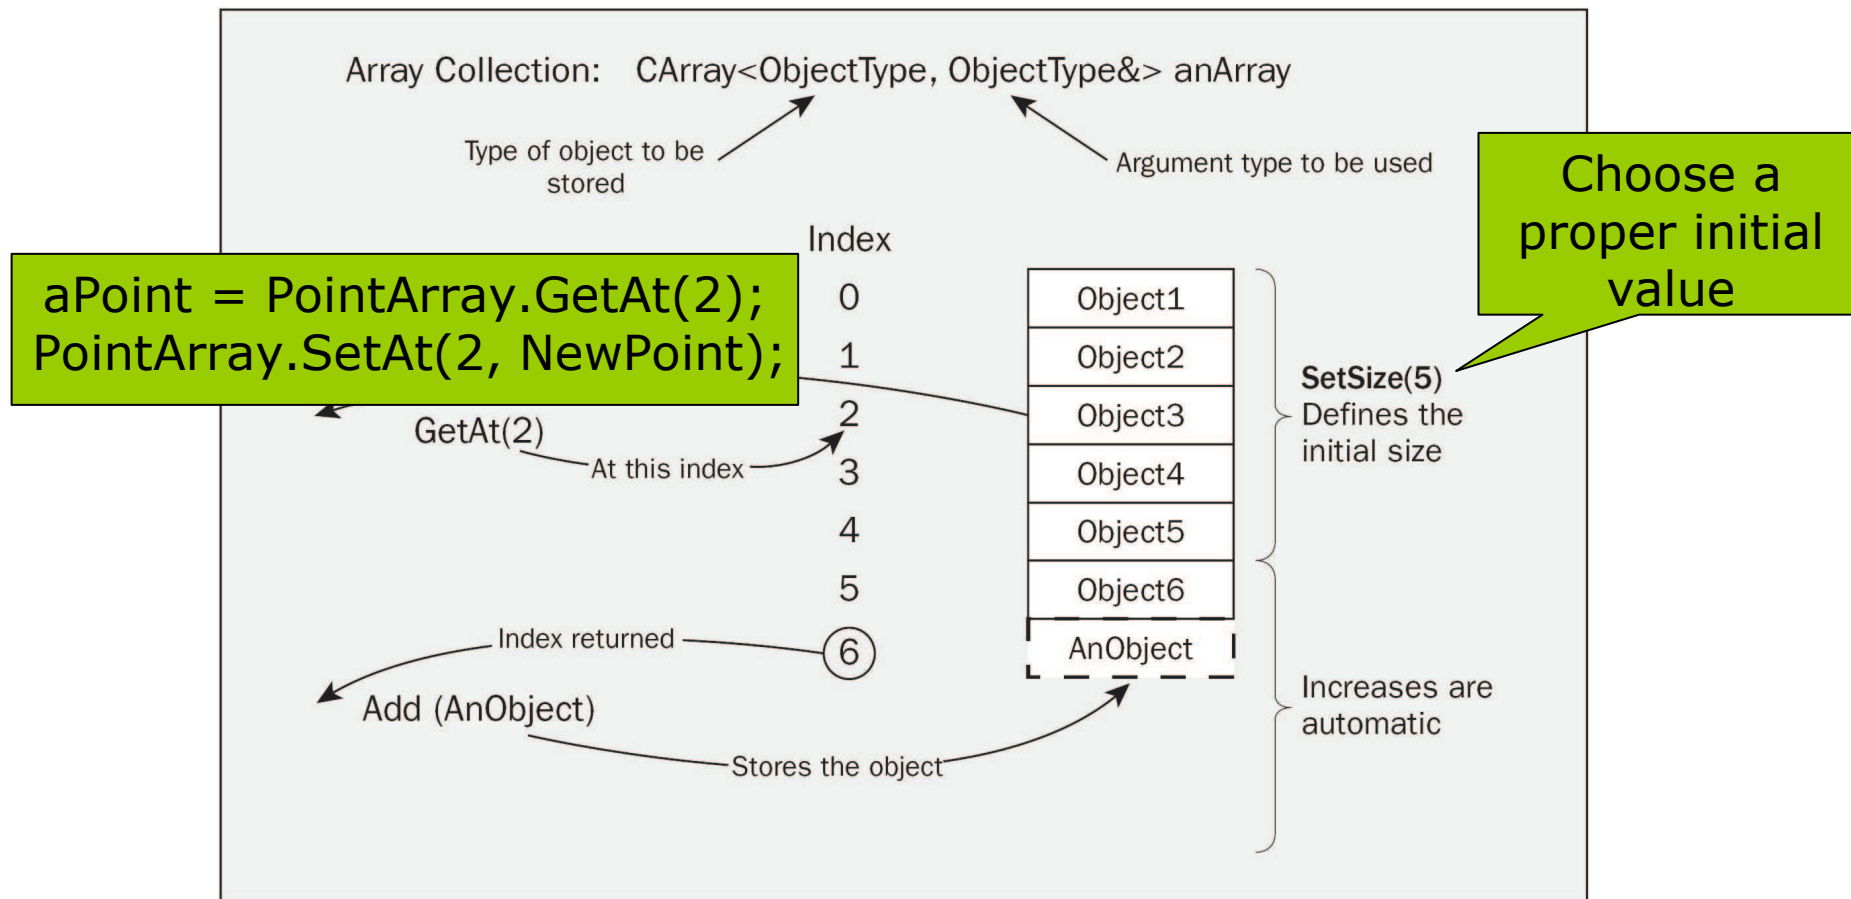 Array Collection: CArray<ObjectType, ObjectType&> anArray
Type of object to be
stored
Argument type to be used
Choose a
proper initial
value
Index
aPoint = PointArray.GetAt(2);
PointArray.SetAt(2, NewPoint);
0
Object1
1
Object2
2
Object3
3
Object4
4
Object5
5
Object6
6
AnObject
SetSize(5)
Defines the
initial size
GetAt(2)
At this index
Index returned
Add (AnObject)
Stores the object
Increases are
automatic